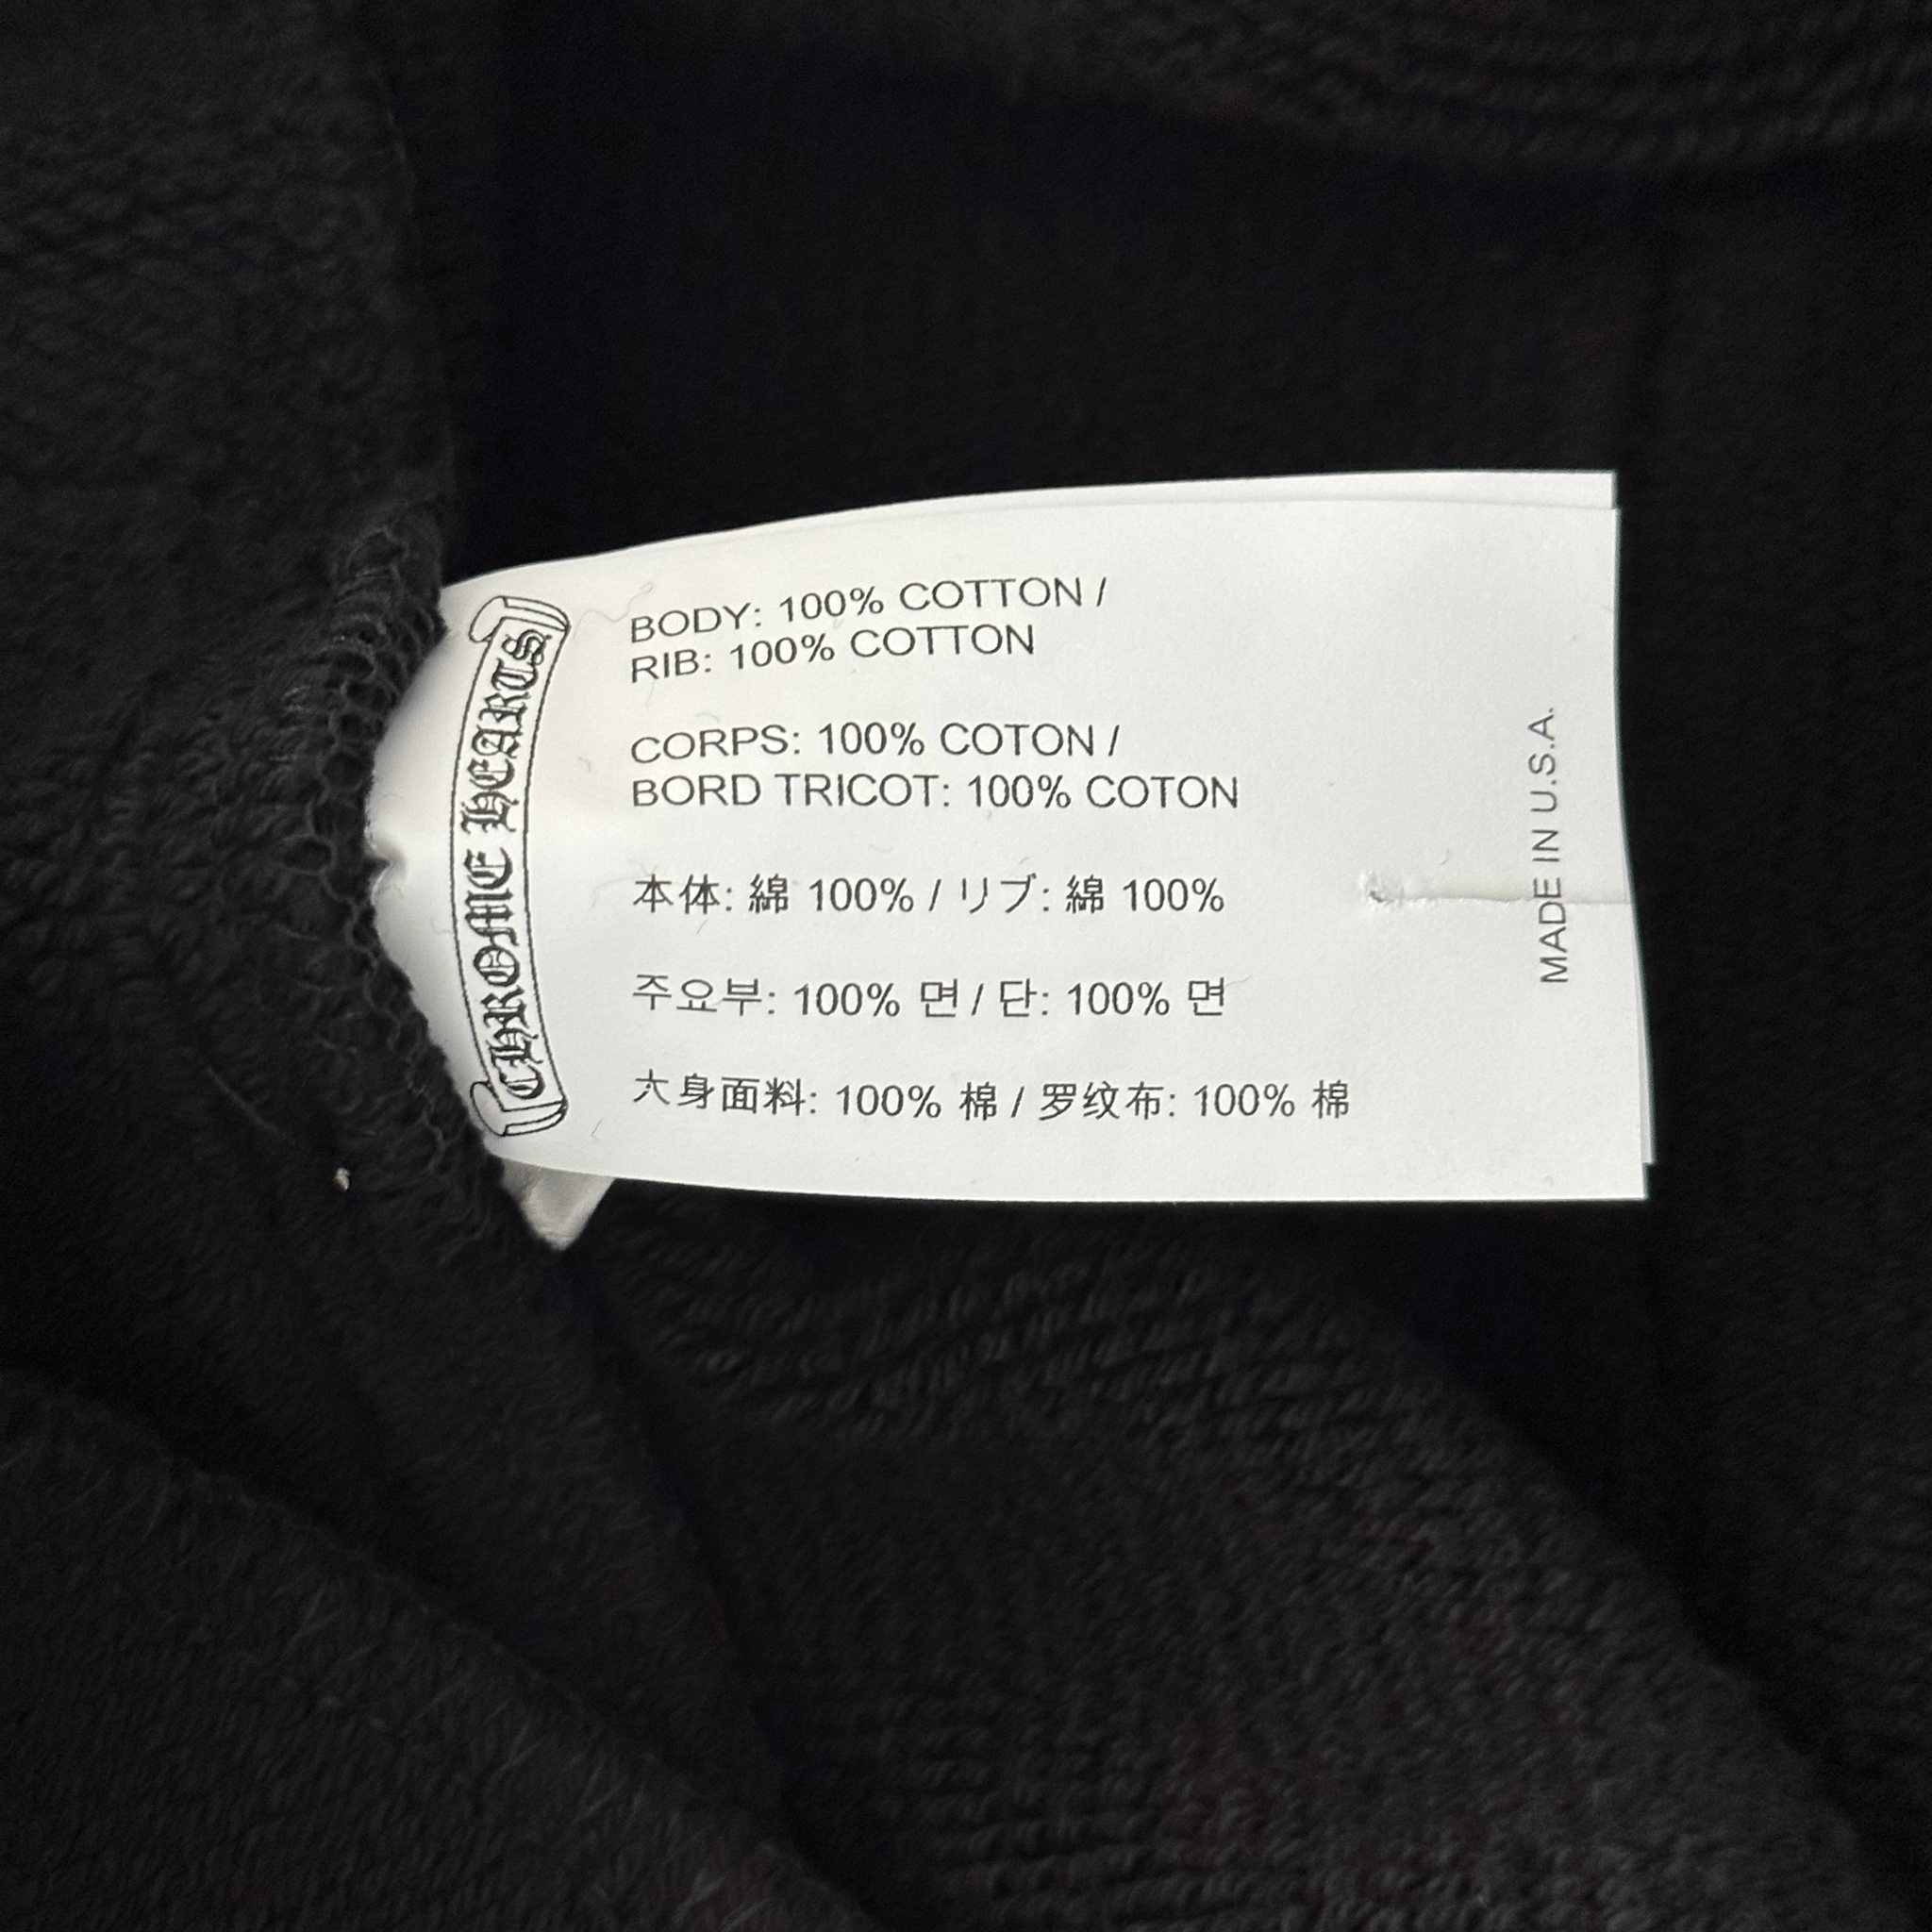 CHROME HEARTS
BODY: 100% COTTON /
RIB: 100% COTTON
CORPS: 100% COTON /
BORD TRICOT: 100% COTON
本体: 綿 100% / リブ: 綿 100%
주요부: 100% 면 / 단: 100% 면
大身面料: 100% 棉 / 罗纹布: 100% 棉
MADE IN U.S.A.